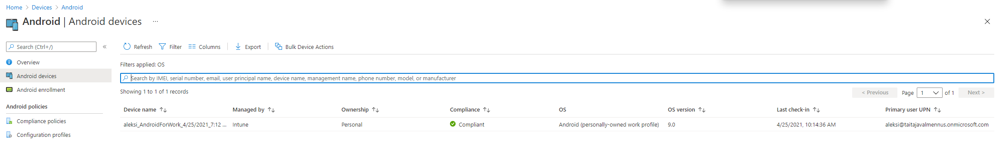 Home > Devices > Android
Android | Android devices ...
Search (Ctrl+/) «
Refresh Filter Columns Export Bulk Device Actions
Overview
Android devices
Android enrollment
Android policies
Compliance policies
Configuration profiles
Filters applied: OS
Search by IMEI, serial number, email, user principal name, device name, management name, phone number, model, or manufacturer
Showing 1 to 1 of 1 records
< Previous Page 1 of 1 Next >
Device name Managed by Ownership Compliance OS OS version Last check-in Primary user UPN
aleksi_AndroidForWork_4/25/2021_7:12 ... Intune Personal Compliant Android (personally-owned work profile) 9.0 4/25/2021, 10:14:36 AM aleksi@taitajavalmennus.onmicrosoft.com